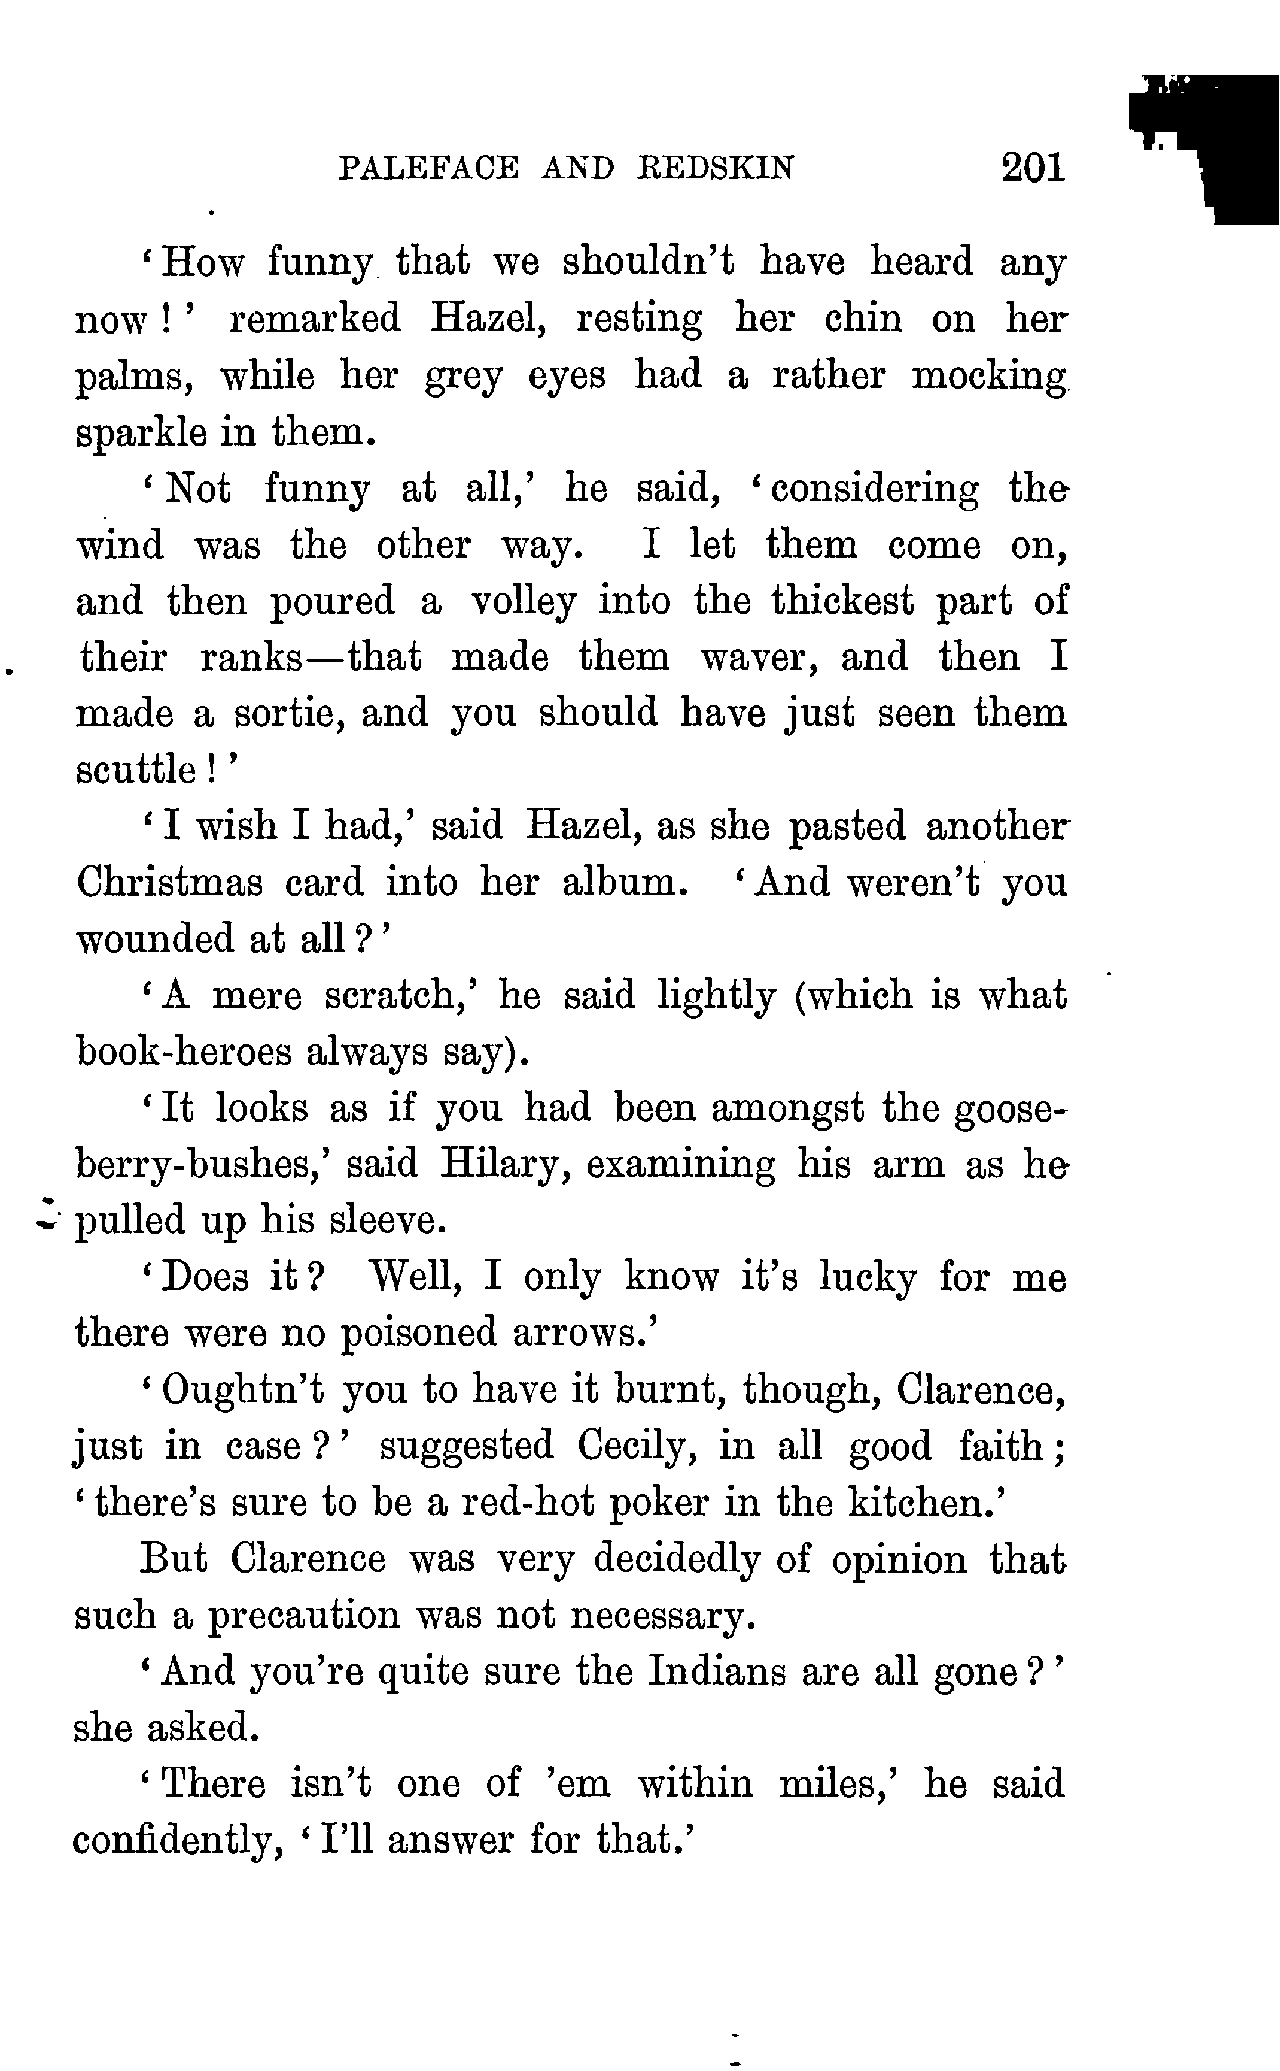 PALEFACE AND REDSKIN 201
‘How funny that we shouldn’t have heard any
now!’ remarked Hazel, resting her chin on her
palms, while her grey eyes had a rather mocking
sparkle in them.
‘Not funny at all,’ he said, ‘considering the
wind was the other way. I let them come on,
and then poured a volley into the thickest part of
their ranks—that made them waver, and then I
made a sortie, and you should have just seen them
scuttle!’
‘I wish I had,’ said Hazel, as she pasted another
Christmas card into her album. ‘And weren’t you
wounded at all?’
‘A mere scratch,’ he said lightly (which is what
book-heroes always say).
‘It looks as if you had been amongst the goose-
berry-bushes,’ said Hilary, examining his arm as he
pulled up his sleeve.
‘Does it? Well, I only know it’s lucky for me
there were no poisoned arrows.’
‘Oughtn’t you to have it burnt, though, Clarence,
just in case?’ suggested Cecily, in all good faith;
‘there’s sure to be a red-hot poker in the kitchen.’
But Clarence was very decidedly of opinion that
such a precaution was not necessary.
‘And you’re quite sure the Indians are all gone?’
she asked.
‘There isn’t one of ’em within miles,’ he said
confidently, ‘I’ll answer for that.’